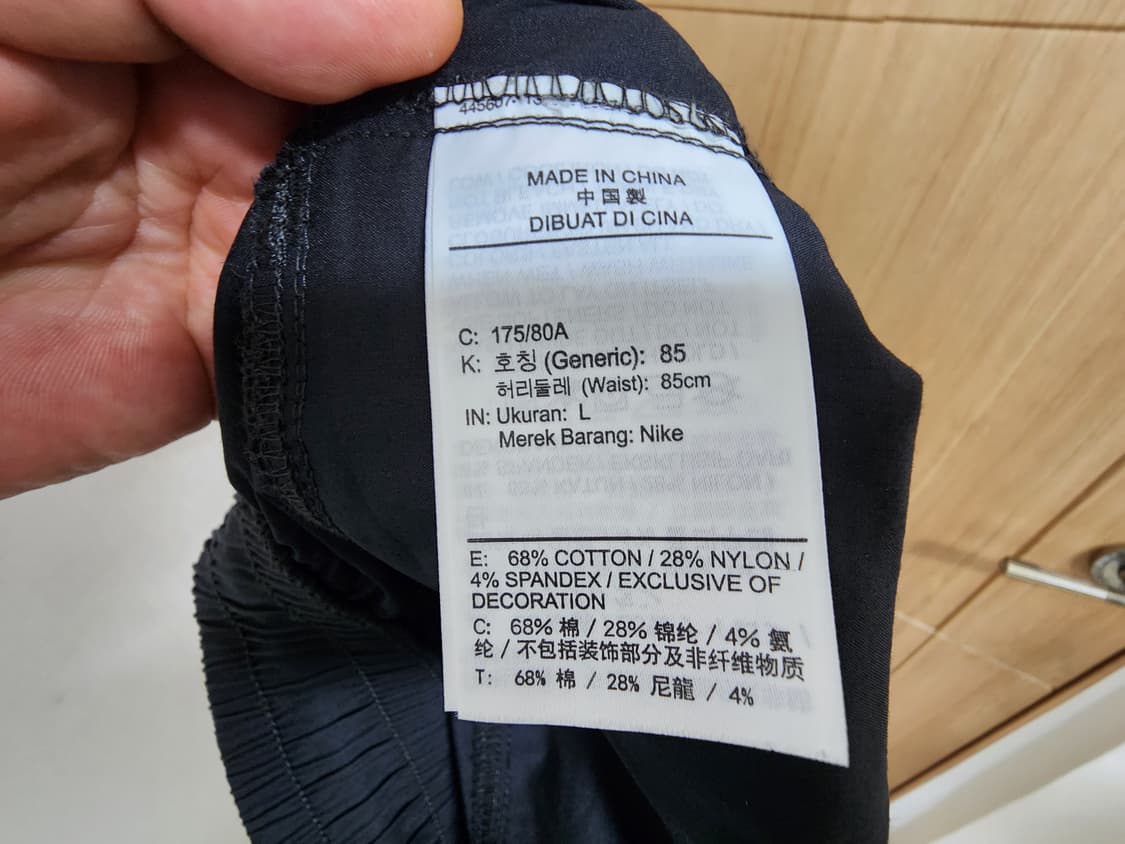 MADE IN CHINA
中国製
DIBUAT DI CINA
C: 175/80A
K: 호칭 (Generic): 85
허리둘레 (Waist): 85cm
IN: Ukuran: L
Merek Barang: Nike
E: 68% COTTON / 28% NYLON /
4% SPANDEX / EXCLUSIVE OF
DECORATION
C: 68% 棉 / 28% 锦纶 / 4% 氨
纶 / 不包括装饰部分及非纤维物质
T: 68% 棉 / 28% 尼龍 / 4%